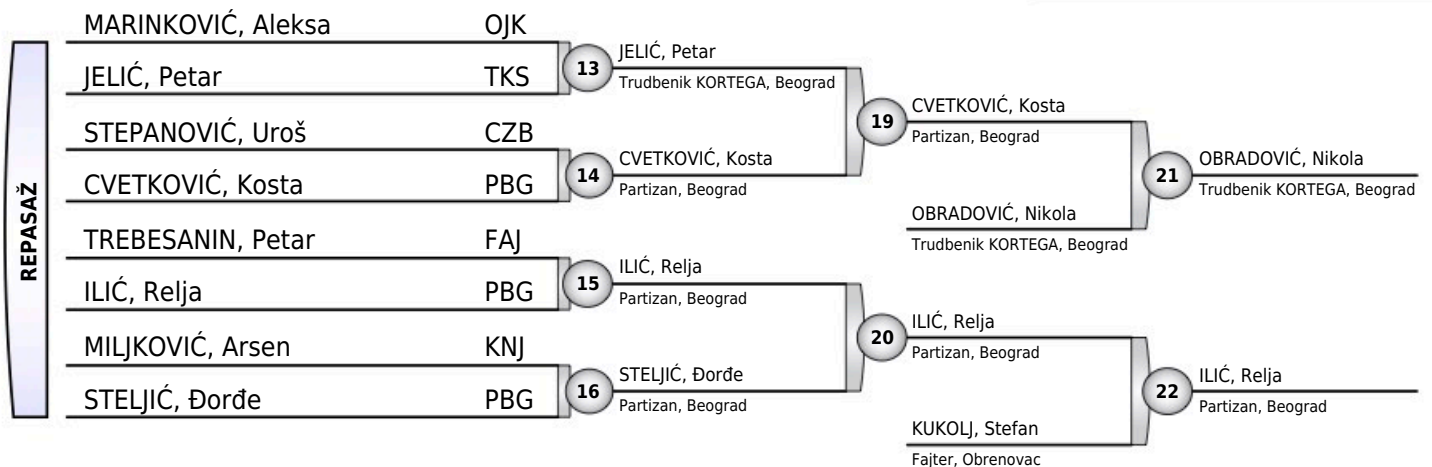 REPASAŽ
MARINKOVIĆ, Aleksa OJK
JELIĆ, Petar TKS
STEPANOVIĆ, Uroš CZB
CVETKOVIĆ, Kosta PBG
TREBESANIN, Petar FAJ
ILIĆ, Relja PBG
MILJKOVIĆ, Arsen KNJ
STELJIĆ, Đorđe PBG
13
JELIĆ, Petar
Trudbenik KORTEGA, Beograd
14
CVETKOVIĆ, Kosta
Partizan, Beograd
15
ILIĆ, Relja
Partizan, Beograd
16
STELJIĆ, Đorđe
Partizan, Beograd
19
CVETKOVIĆ, Kosta
Partizan, Beograd
OBRADOVIĆ, Nikola
Trudbenik KORTEGA, Beograd
20
ILIĆ, Relja
Partizan, Beograd
KUKOLJ, Stefan
Fajter, Obrenovac
21
OBRADOVIĆ, Nikola
Trudbenik KORTEGA, Beograd
22
ILIĆ, Relja
Partizan, Beograd